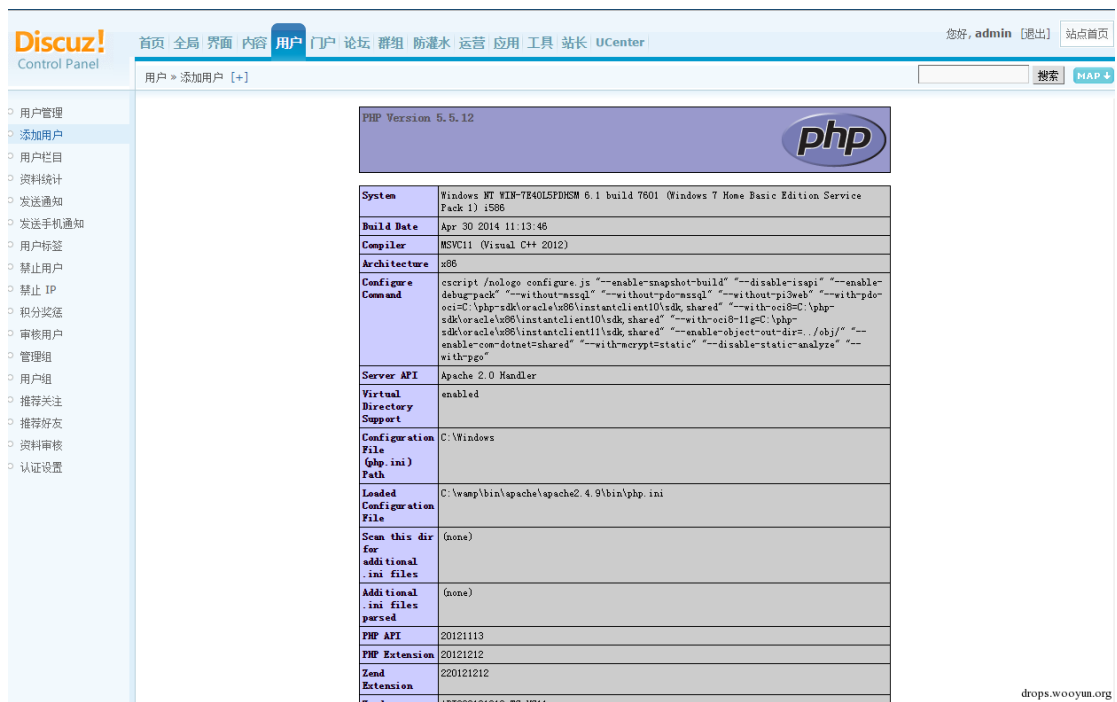 Discuz!
Control Panel
首页 全局 界面 内容 用户 门户 论坛 群组 防灌水 运营 应用 工具 站长 UCenter
您好, admin [退出] 站点首页
用户 » 添加用户 [+]
搜索 MAP ↓
用户管理
添加用户
用户栏目
资料统计
发送通知
发送手机通知
用户标签
禁止用户
禁止 IP
积分奖惩
审核用户
管理组
用户组
推荐关注
推荐好友
资料审核
认证设置
PHP Version 5.5.12
php
System
Windows NT WIN-7E4OL5PDHSM 6.1 build 7601 (Windows 7 Home Basic Edition Service
Pack 1) i586
Build Date
Apr 30 2014 11:13:46
Compiler
MSVC11 (Visual C++ 2012)
Architecture
x86
Configure
Command
cscript /nologo configure.js "--enable-snapshot-build" "--disable-isapi" "--enable-
debug-pack" "--without-mssql" "--without-pdo-mssql" "--without-pi3web" "--with-pdo-
oci=C:\php-sdk\oracle\x86\instantclient10\sdk,shared" "--with-oci8=C:\php-
sdk\oracle\x86\instantclient10\sdk,shared" "--with-oci8-11g=C:\php-
sdk\oracle\x86\instantclient11\sdk,shared" "--enable-object-out-dir=../obj/" "--
enable-com-dotnet=shared" "--with-mcrypt=static" "--disable-static-analyze" "--
with-pgo"
Server API
Apache 2.0 Handler
Virtual
Directory
Support
enabled
Configuration
File
(php.ini)
Path
C:\Windows
Loaded
Configuration
File
C:\wamp\bin\apache\apache2.4.9\bin\php.ini
Scan this dir
for
additional
.ini files
(none)
Additional
.ini files
parsed
(none)
PHP API
20121113
PHP Extension
20121212
Zend
Extension
220121212
drops.wooyun.org